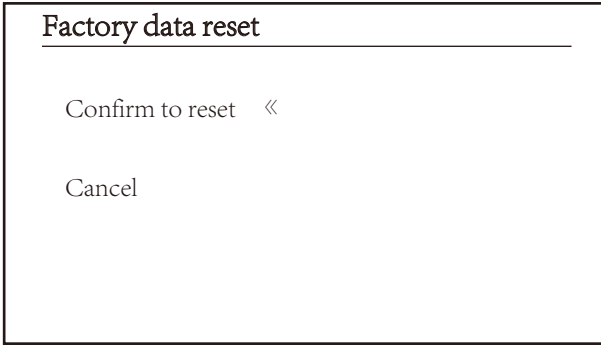 Factory data reset
Confirm to reset «
Cancel